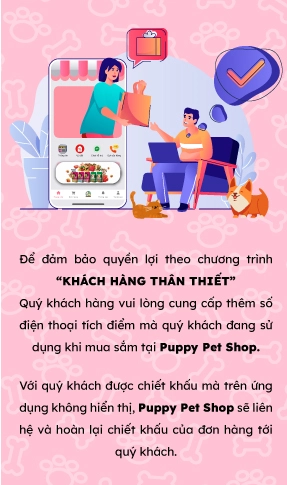 Để đảm bảo quyền lợi theo chương trình
“KHÁCH HÀNG THÂN THIẾT”
Quý khách hàng vui lòng cung cấp thêm số
điện thoại tích điểm mà quý khách đang sử
dụng khi mua sắm tại Puppy Pet Shop.
Với quý khách được chiết khấu mà trên ứng
dụng không hiển thị, Puppy Pet Shop sẽ liên
hệ và hoàn lại chiết khấu của đơn hàng tới
quý khách.